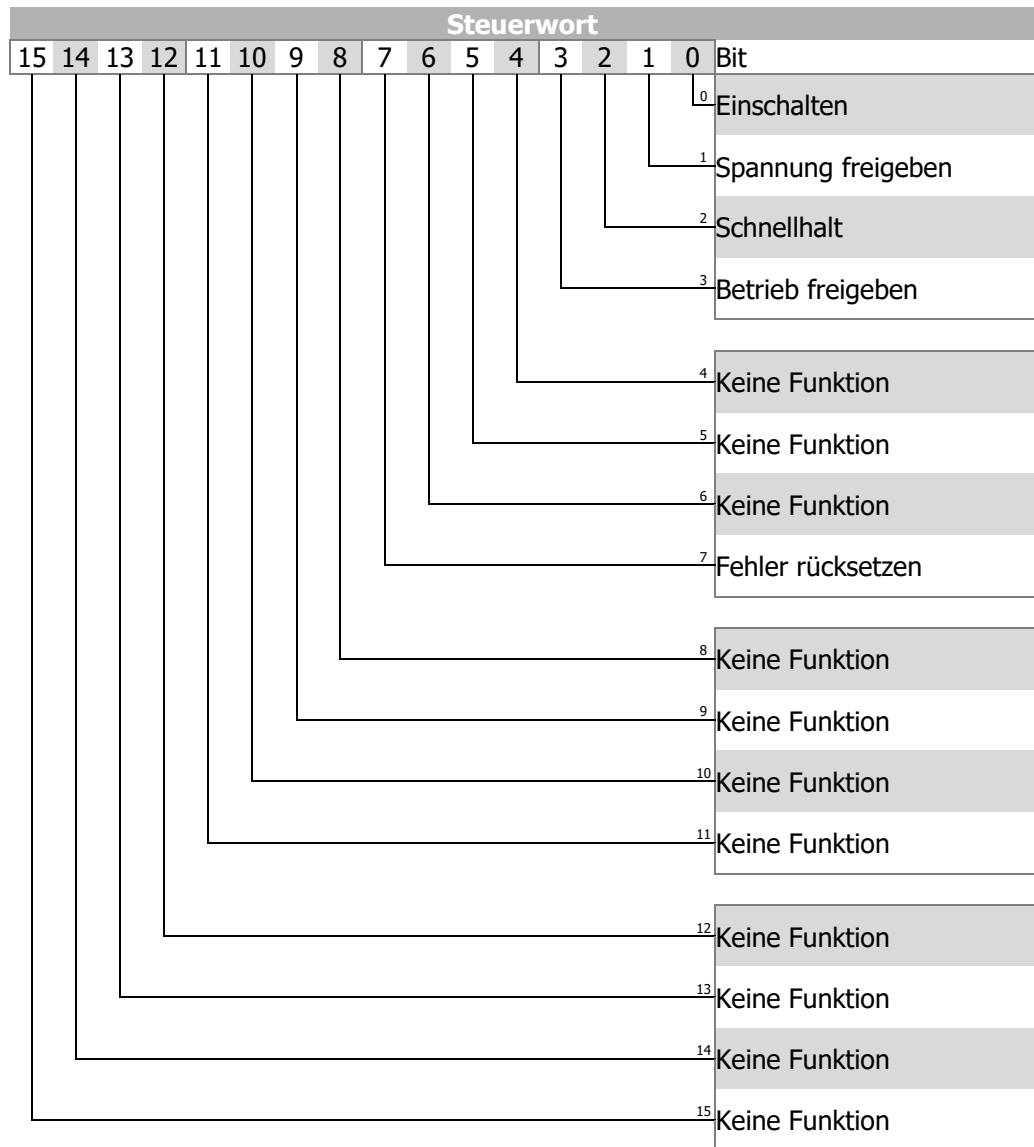 Steuerwort
15 14 13 12 11 10 9 8 7 6 5 4 3 2 1 0 Bit
0 Einschalten
1 Spannung freigeben
2 Schnellhalt
3 Betrieb freigeben
4 Keine Funktion
5 Keine Funktion
6 Keine Funktion
7 Fehler rücksetzen
8 Keine Funktion
9 Keine Funktion
10 Keine Funktion
11 Keine Funktion
12 Keine Funktion
13 Keine Funktion
14 Keine Funktion
15 Keine Funktion